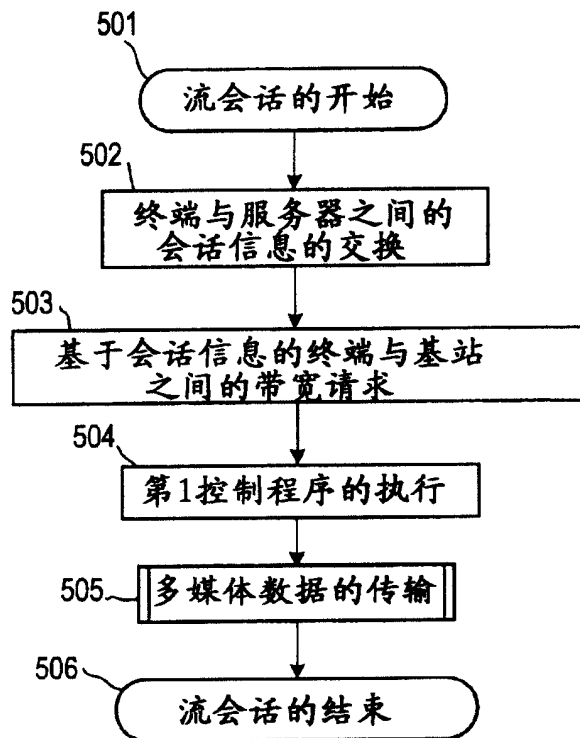 501
流会话的开始
502
终端与服务器之间的
会话信息的交换
503
基于会话信息的终端与基站
之间的带宽请求
504
第1控制程序的执行
505
多媒体数据的传输
506
流会话的结束